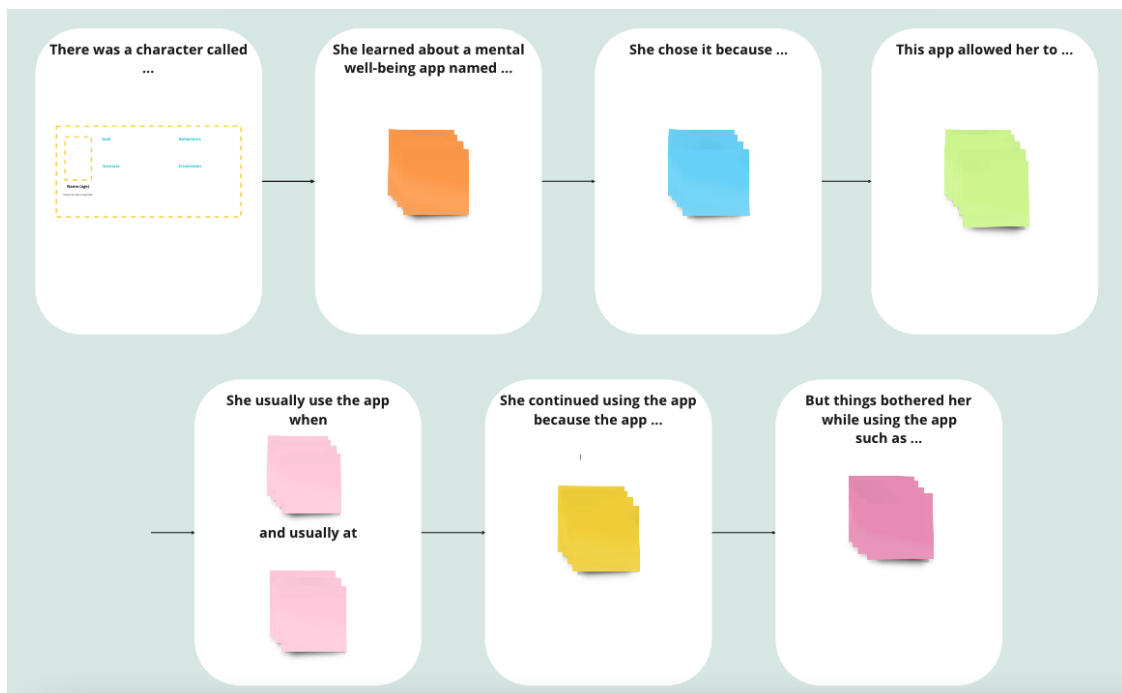 There was a character called
...
She learned about a mental
well-being app named ...
She chose it because ...
This app allowed her to ...
Goal
Behaviours
Scenario
Frustration
Name (age)
She usually use the app
when
and usually at
She continued using the app
because the app ...
But things bothered her
while using the app
such as ...